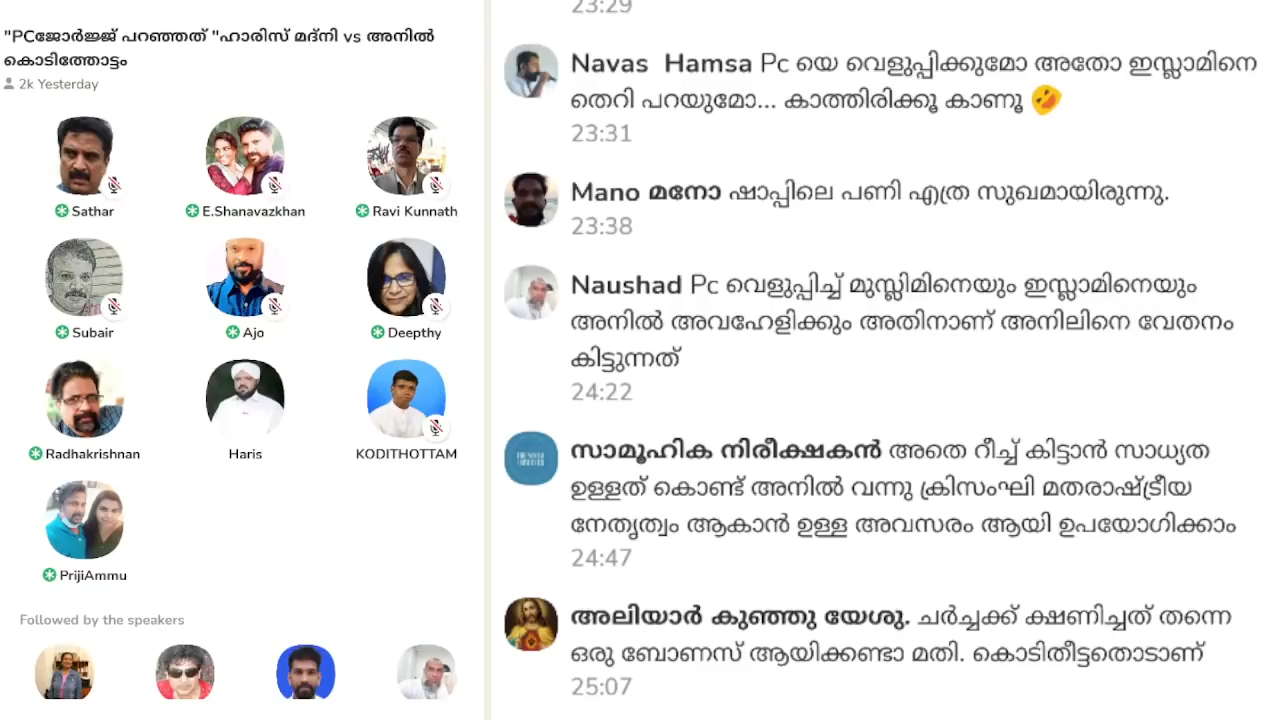 "PCജോർജ്ജ് പറഞ്ഞത് "ഹാരിസ് മദ്നി vs അനിൽ
കൊടിത്തോട്ടം
2k Yesterday
Sathar
E.Shanavazkhan
Ravi Kunnath
Subair
Ajo
Deepthy
Radhakrishnan
Haris
KODITHOTTAM
PrijiAmmu
Followed by the speakers
23:29
Navas Hamsa Pc യെ വെളുപ്പിക്കുമോ അതോ ഇസ്ലാമിനെ
തെറി പറയുമോ... കാത്തിരിക്കൂ കാണൂ 🤣
23:31
Mano മനോ ഷാപ്പിലെ പണി എത്ര സുഖമായിരുന്നു.
23:38
Naushad Pc വെളുപ്പിച്ച് മുസ്ലിമിനെയും ഇസ്ലാമിനെയും
അനിൽ അവഹേളിക്കും അതിനാണ് അനിലിനെ വേതനം
കിട്ടുന്നത്
24:22
സാമൂഹിക നിരീക്ഷകൻ അതെ റീച്ച് കിട്ടാൻ സാധ്യത
ഉള്ളത് കൊണ്ട് അനിൽ വന്നു ക്രിസംഘി മതരാഷ്ട്രീയ
നേതൃത്വം ആകാൻ ഉള്ള അവസരം ആയി ഉപയോഗിക്കാം
24:47
അലിയാർ കുഞ്ഞു യേശു. ചർച്ചക്ക് ക്ഷണിച്ചത് തന്നെ
ഒരു ബോണസ് ആയിക്കണ്ടാ മതി. കൊടിതീട്ടതൊടാണ്
25:07